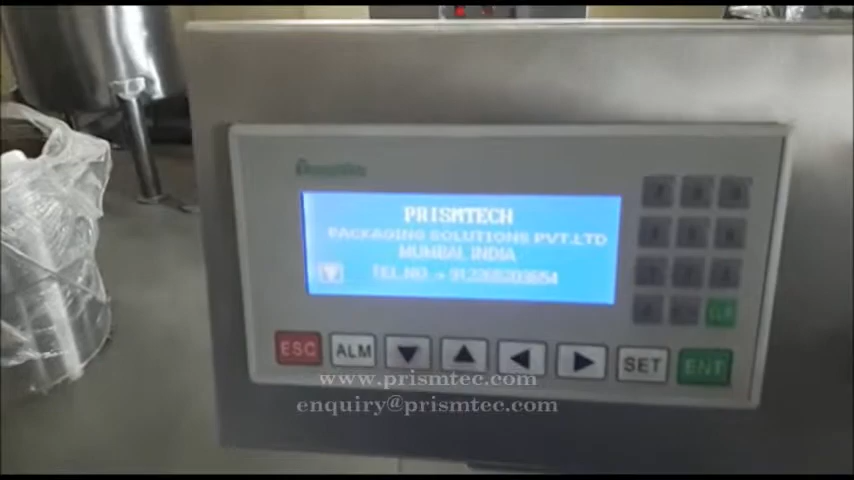 PRISMTECH
PACKAGING SOLUTIONS PVT.LTD
MUMBAI, INDIA
TEL.NO.
ESC ALM SET ENT
CLR
www.prismtec.com
enquiry@prismtec.com